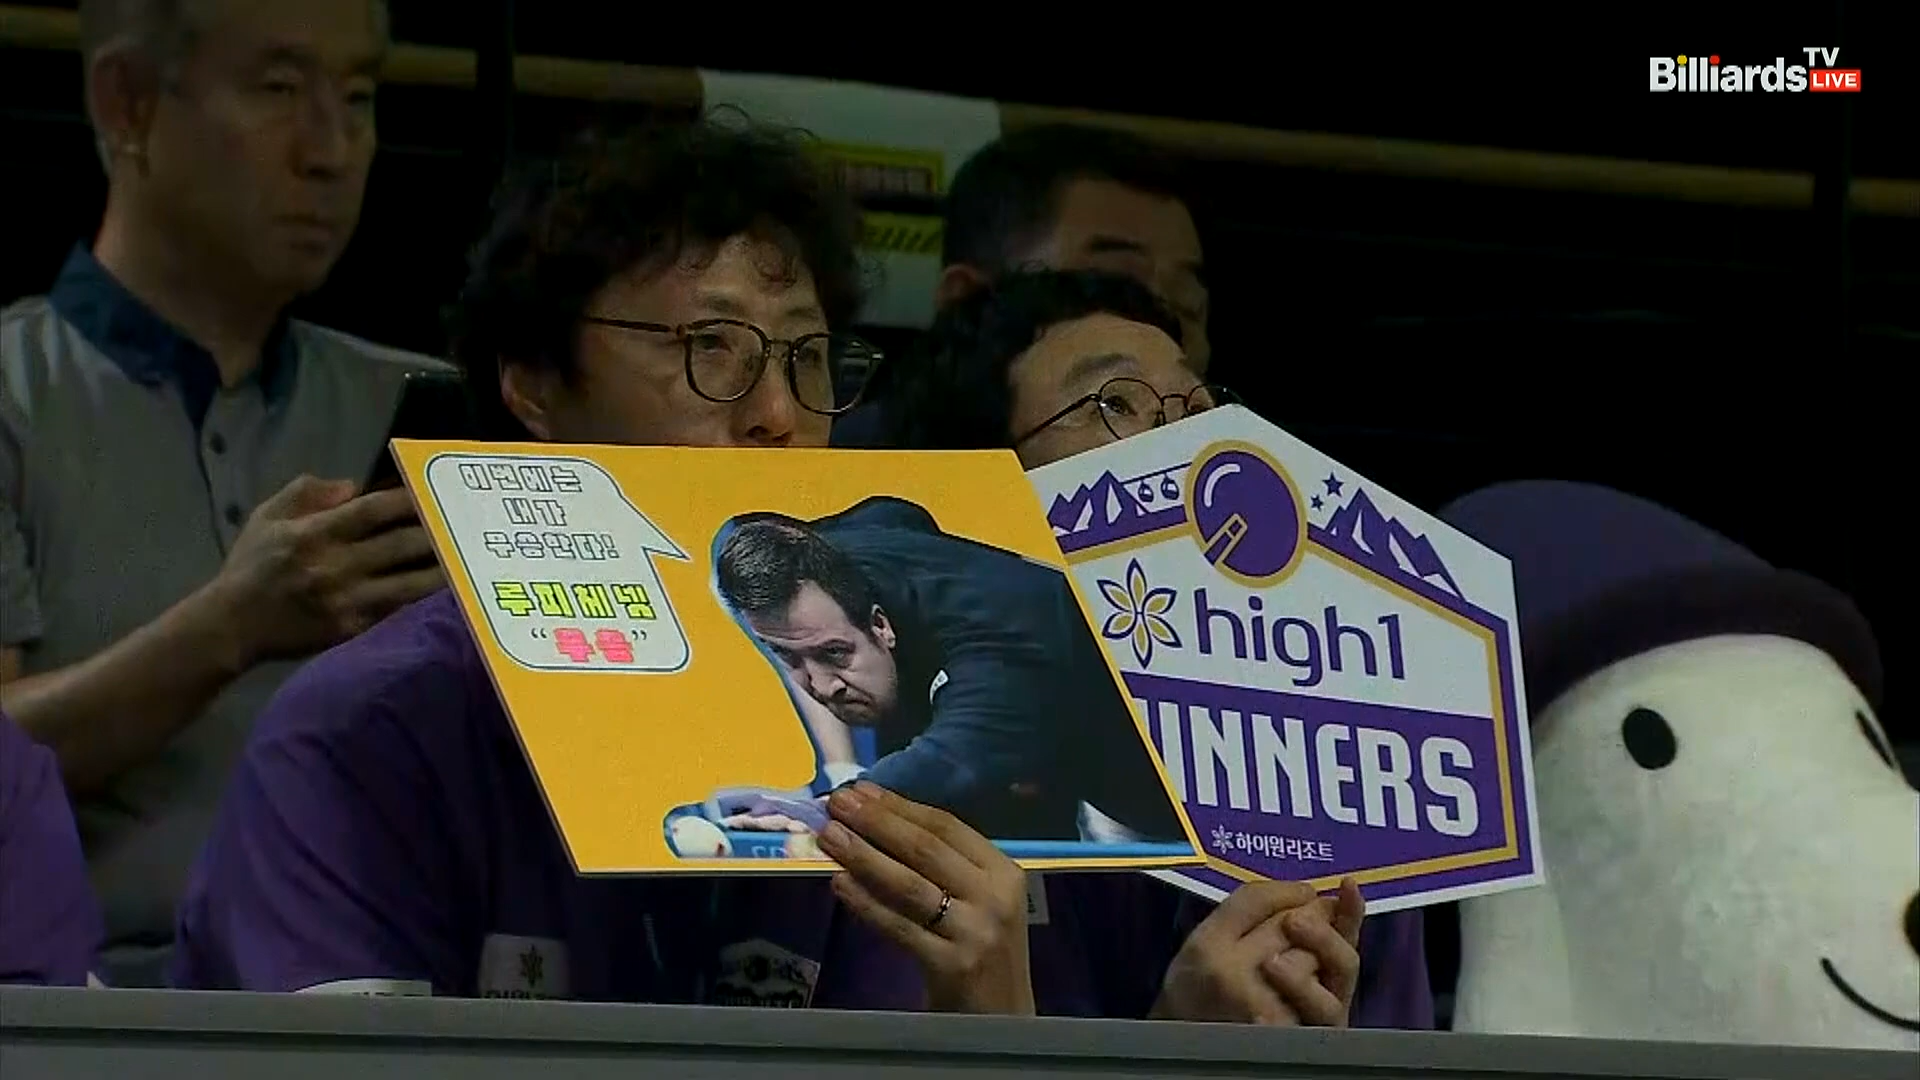 Billiards TV
LIVE
이번에는
내가
우승한다!
루피체넷
“우승”
high1
WINNERS
하이원리조트